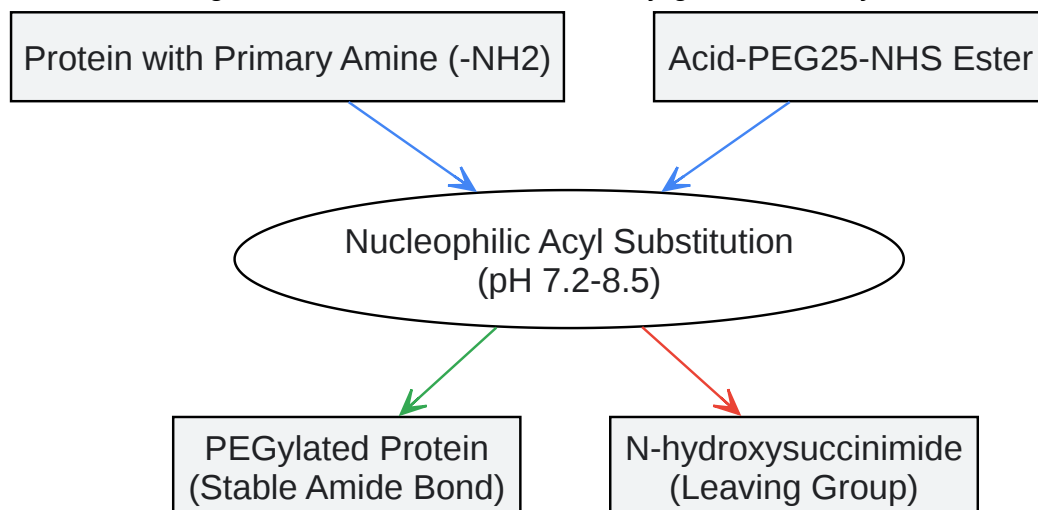 Protein with Primary Amine (-NH2)
Acid-PEG25-NHS Ester
Nucleophilic Acyl Substitution
(pH 7.2-8.5)
PEGylated Protein
(Stable Amide Bond)
N-hydroxysuccinimide
(Leaving Group)